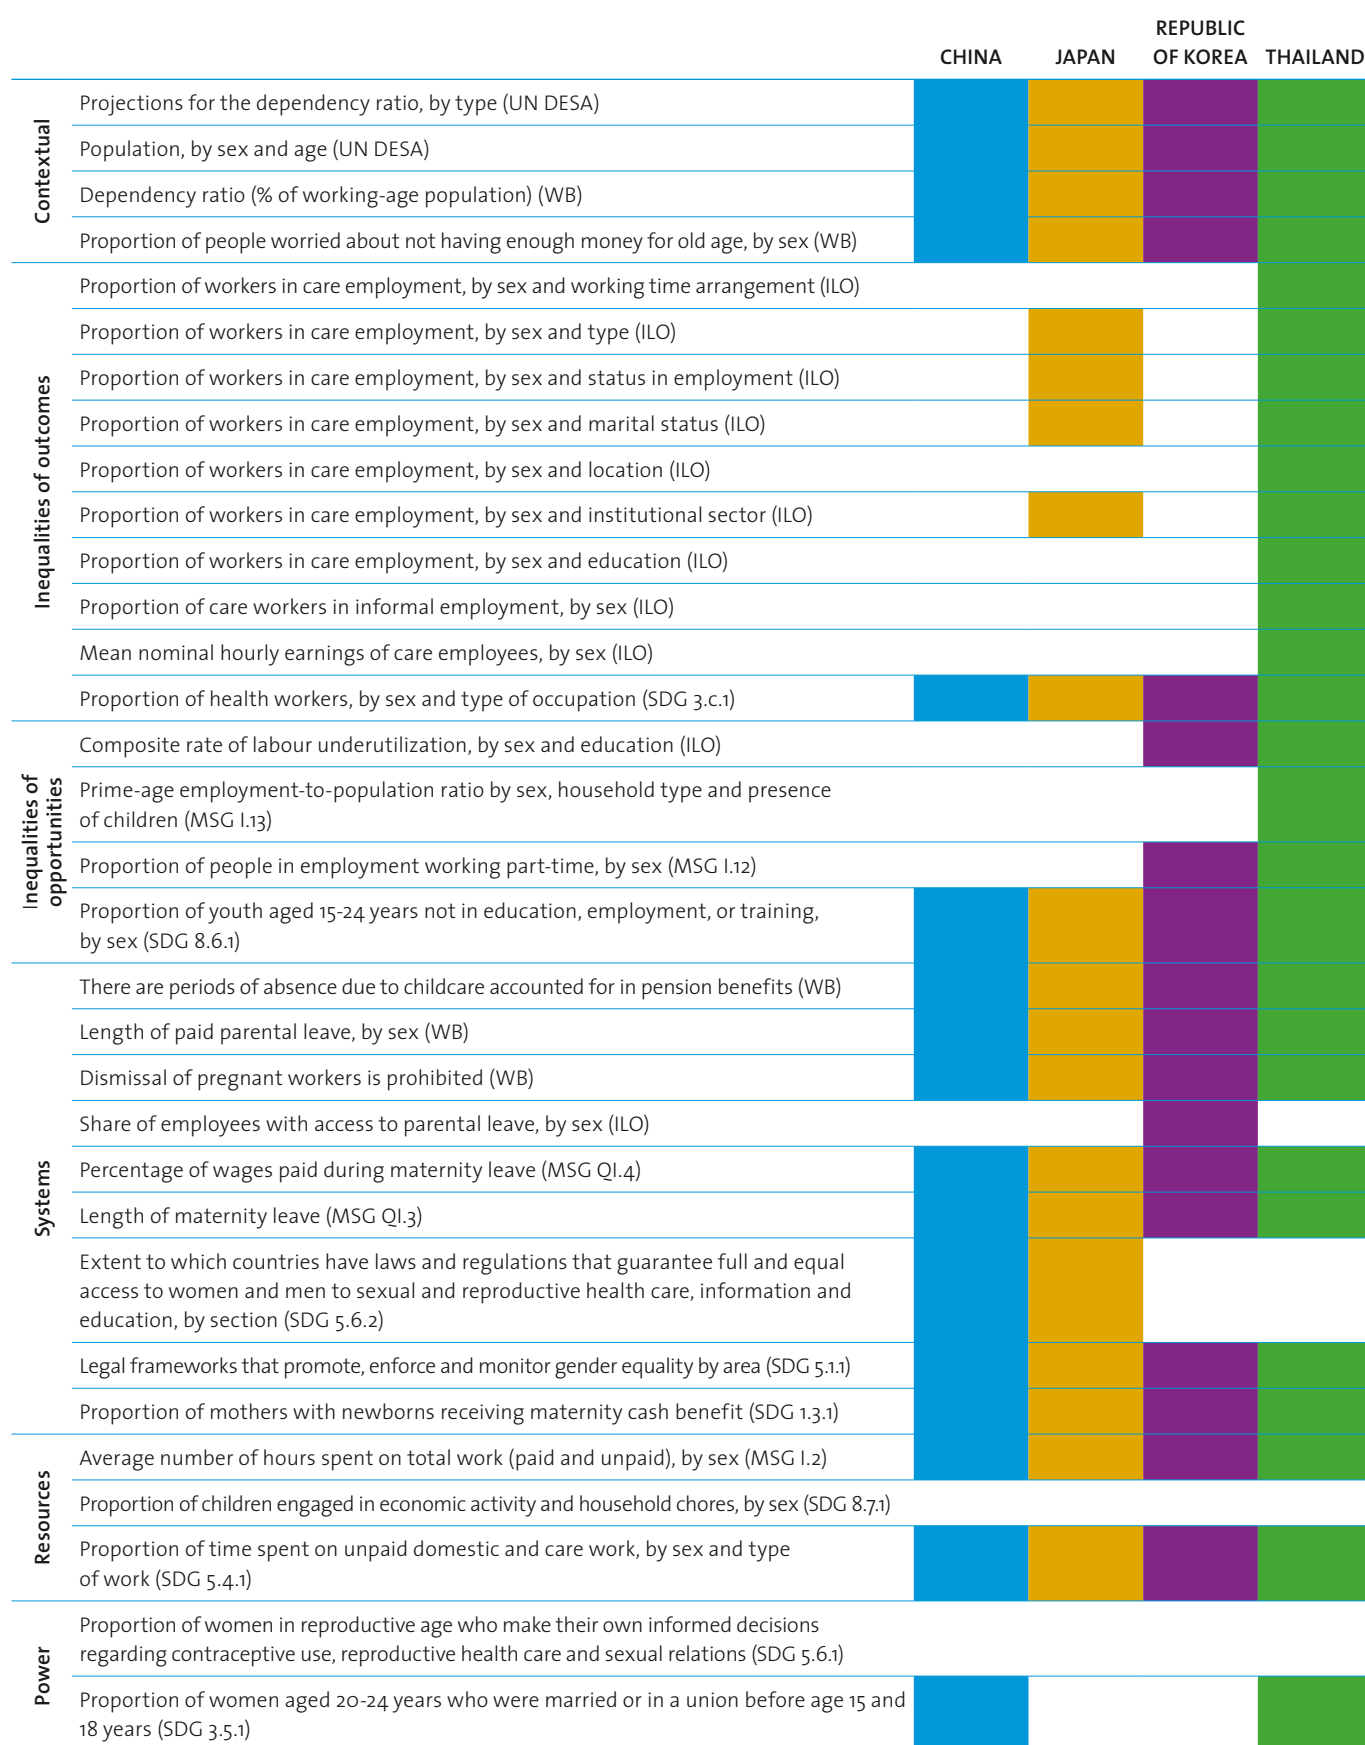 CHINA JAPAN REPUBLIC OF KOREA THAILAND
Contextual
Projections for the dependency ratio, by type (UN DESA)
Population, by sex and age (UN DESA)
Dependency ratio (% of working-age population) (WB)
Proportion of people worried about not having enough money for old age, by sex (WB)
Inequalities of outcomes
Proportion of workers in care employment, by sex and working time arrangement (ILO)
Proportion of workers in care employment, by sex and type (ILO)
Proportion of workers in care employment, by sex and status in employment (ILO)
Proportion of workers in care employment, by sex and marital status (ILO)
Proportion of workers in care employment, by sex and location (ILO)
Proportion of workers in care employment, by sex and institutional sector (ILO)
Proportion of workers in care employment, by sex and education (ILO)
Proportion of care workers in informal employment, by sex (ILO)
Mean nominal hourly earnings of care employees, by sex (ILO)
Proportion of health workers, by sex and type of occupation (SDG 3.c.1)
Inequalities of
opportunities
Composite rate of labour underutilization, by sex and education (ILO)
Prime-age employment-to-population ratio by sex, household type and presence
of children (MSG I.13)
Proportion of people in employment working part-time, by sex (MSG I.12)
Proportion of youth aged 15-24 years not in education, employment, or training,
by sex (SDG 8.6.1)
Systems
There are periods of absence due to childcare accounted for in pension benefits (WB)
Length of paid parental leave, by sex (WB)
Dismissal of pregnant workers is prohibited (WB)
Share of employees with access to parental leave, by sex (ILO)
Percentage of wages paid during maternity leave (MSG QI.4)
Length of maternity leave (MSG QI.3)
Extent to which countries have laws and regulations that guarantee full and equal
access to women and men to sexual and reproductive health care, information and
education, by section (SDG 5.6.2)
Legal frameworks that promote, enforce and monitor gender equality by area (SDG 5.1.1)
Proportion of mothers with newborns receiving maternity cash benefit (SDG 1.3.1)
Resources
Average number of hours spent on total work (paid and unpaid), by sex (MSG I.2)
Proportion of children engaged in economic activity and household chores, by sex (SDG 8.7.1)
Proportion of time spent on unpaid domestic and care work, by sex and type
of work (SDG 5.4.1)
Power
Proportion of women in reproductive age who make their own informed decisions
regarding contraceptive use, reproductive health care and sexual relations (SDG 5.6.1)
Proportion of women aged 20-24 years who were married or in a union before age 15 and
18 years (SDG 3.5.1)